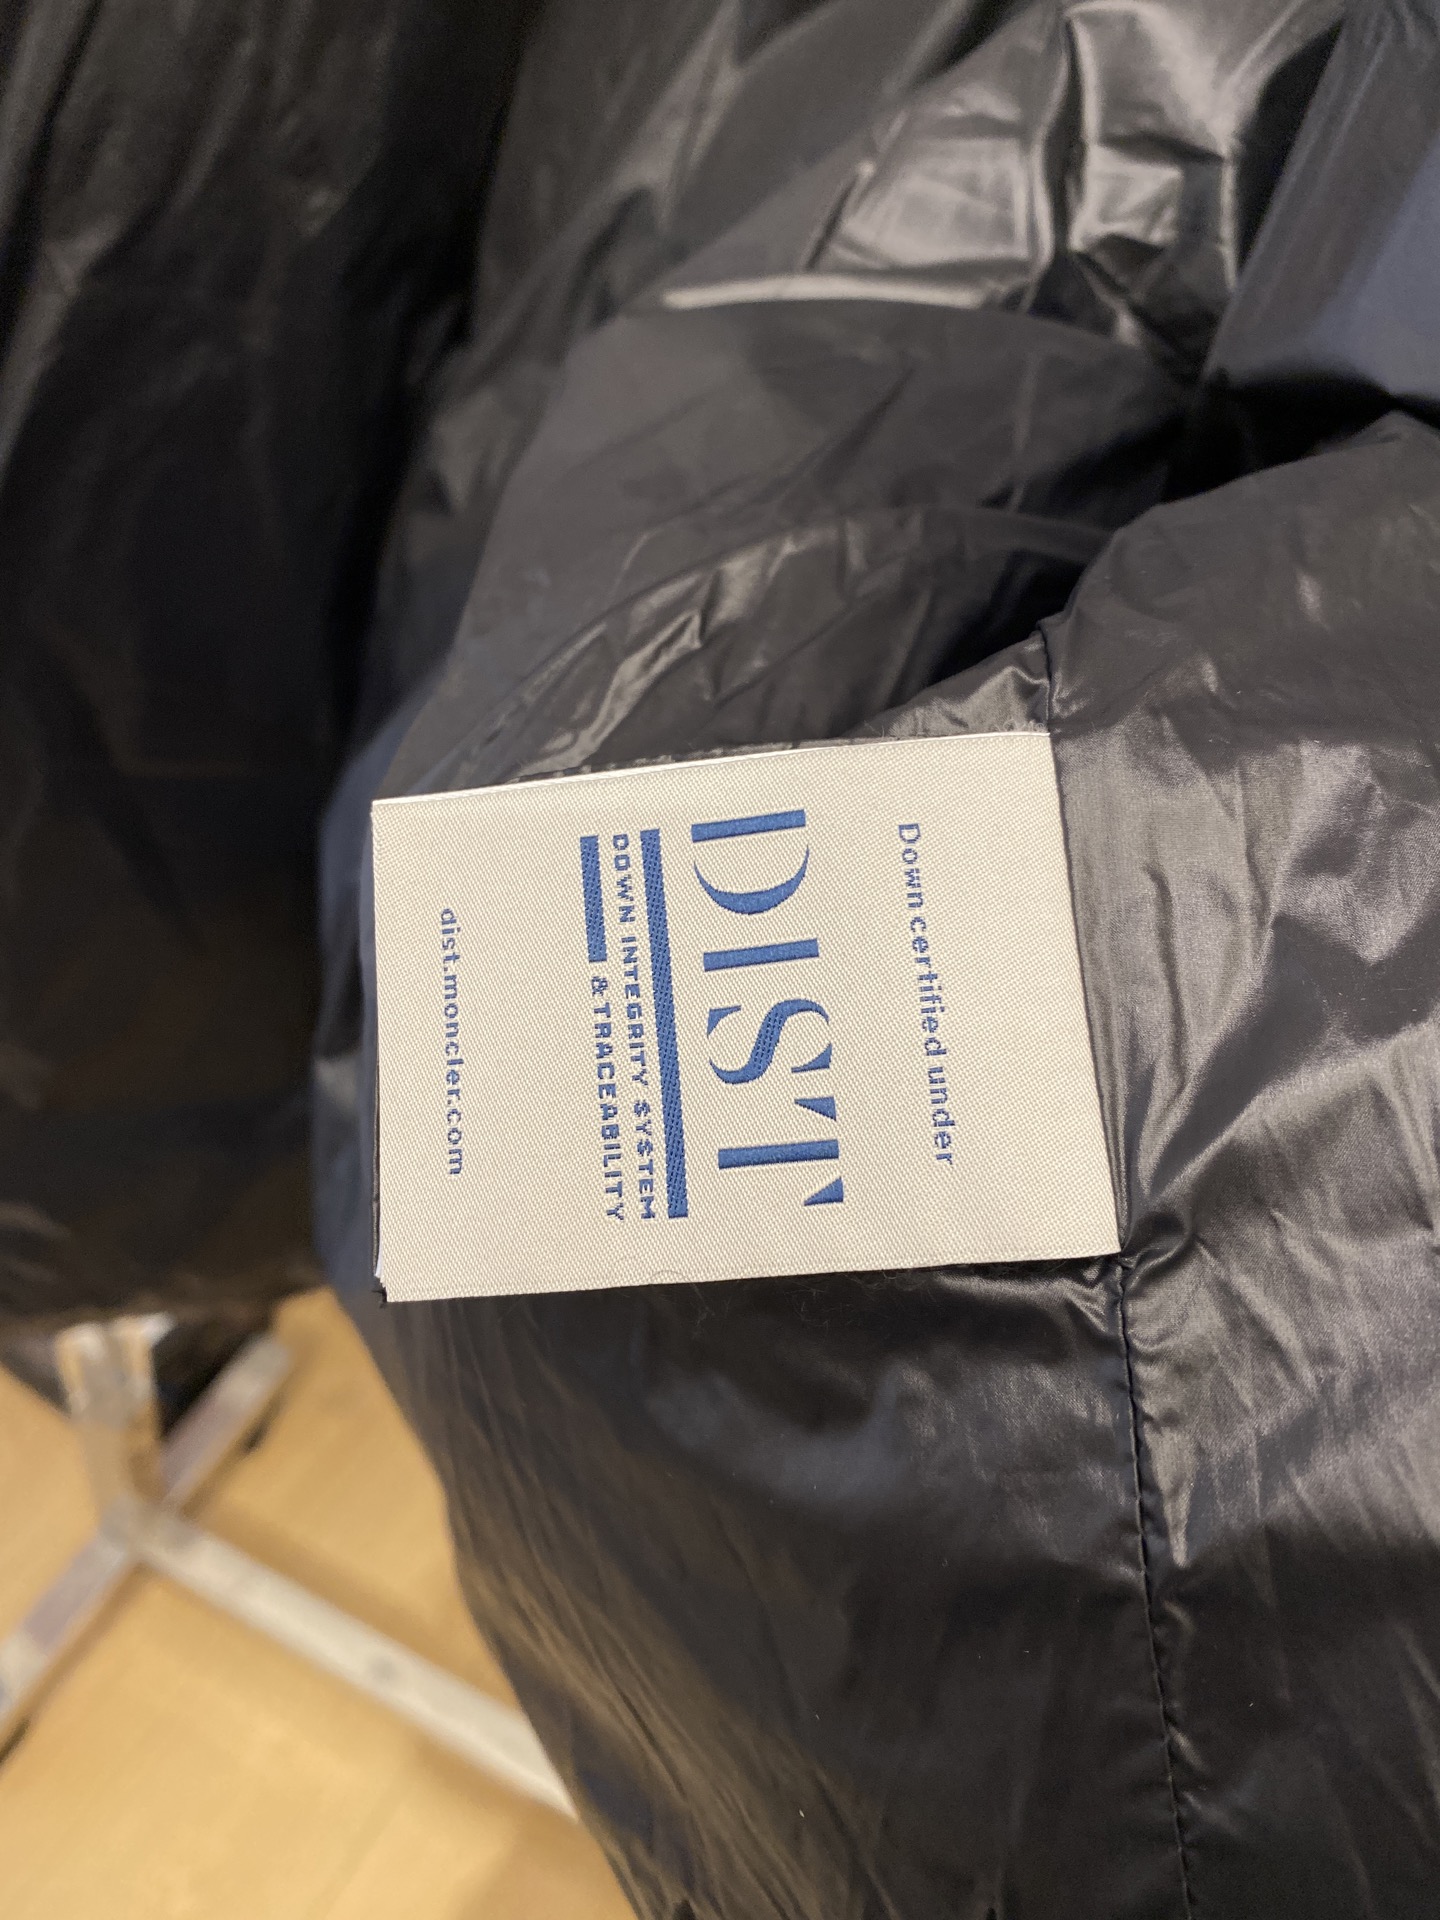 Down certified under
DIST
DOWN INTEGRITY SYSTEM
& TRACEABILITY
dist.moncler.com